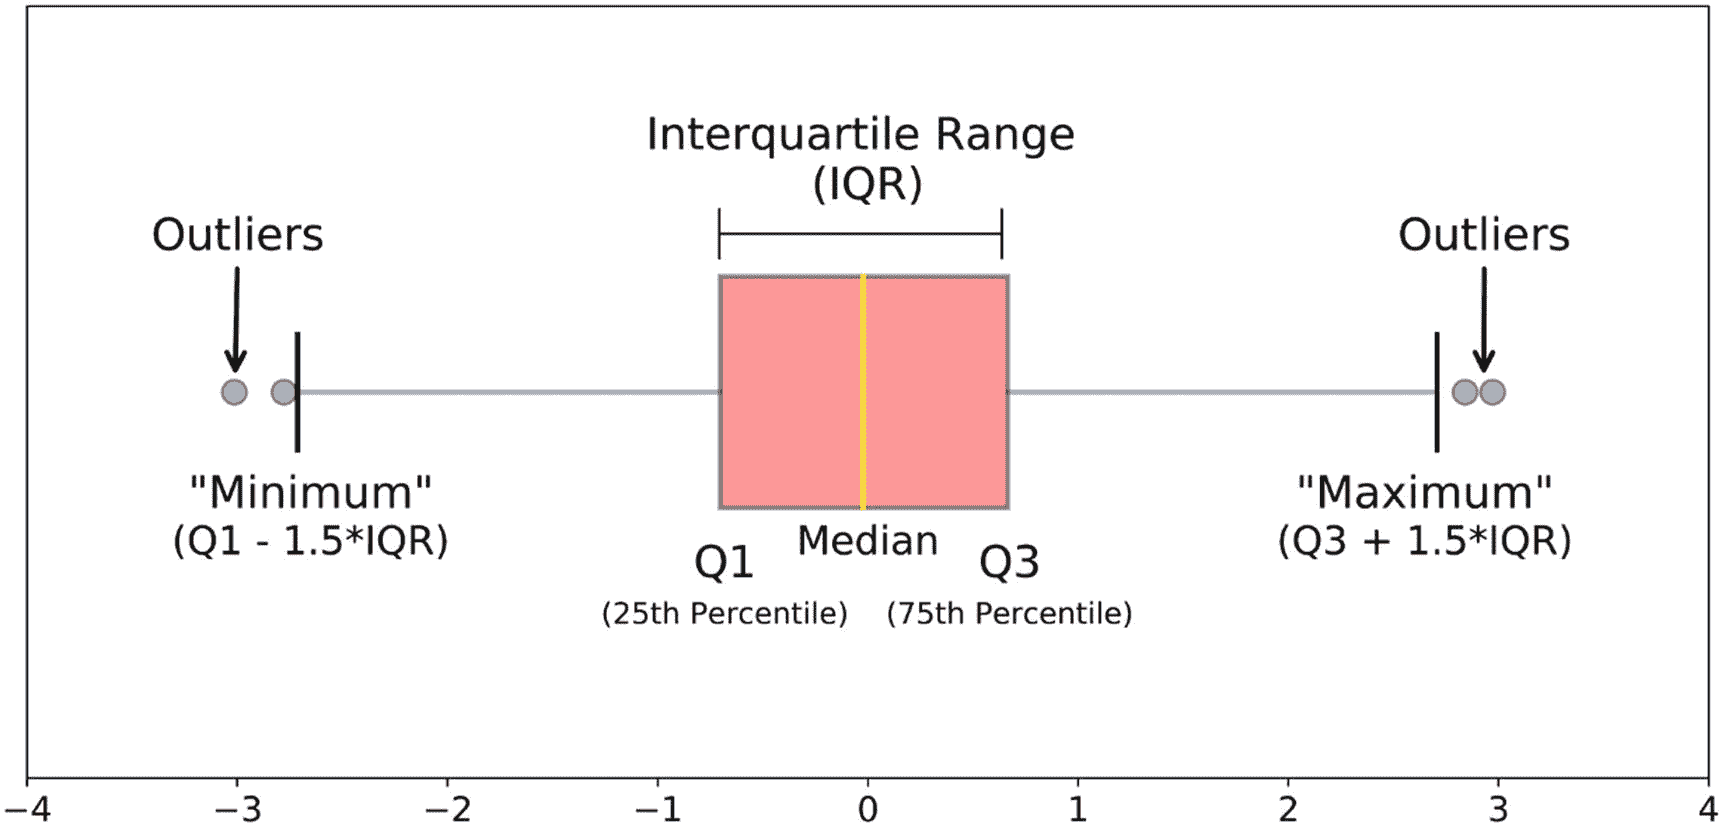 Interquartile Range
(IQR)
Outliers
Outliers
"Minimum"
(Q1 - 1.5*IQR)
"Maximum"
(Q3 + 1.5*IQR)
Median
Q1
Q3
(25th Percentile)
(75th Percentile)
−4
−3
−2
−1
0
1
2
3
4